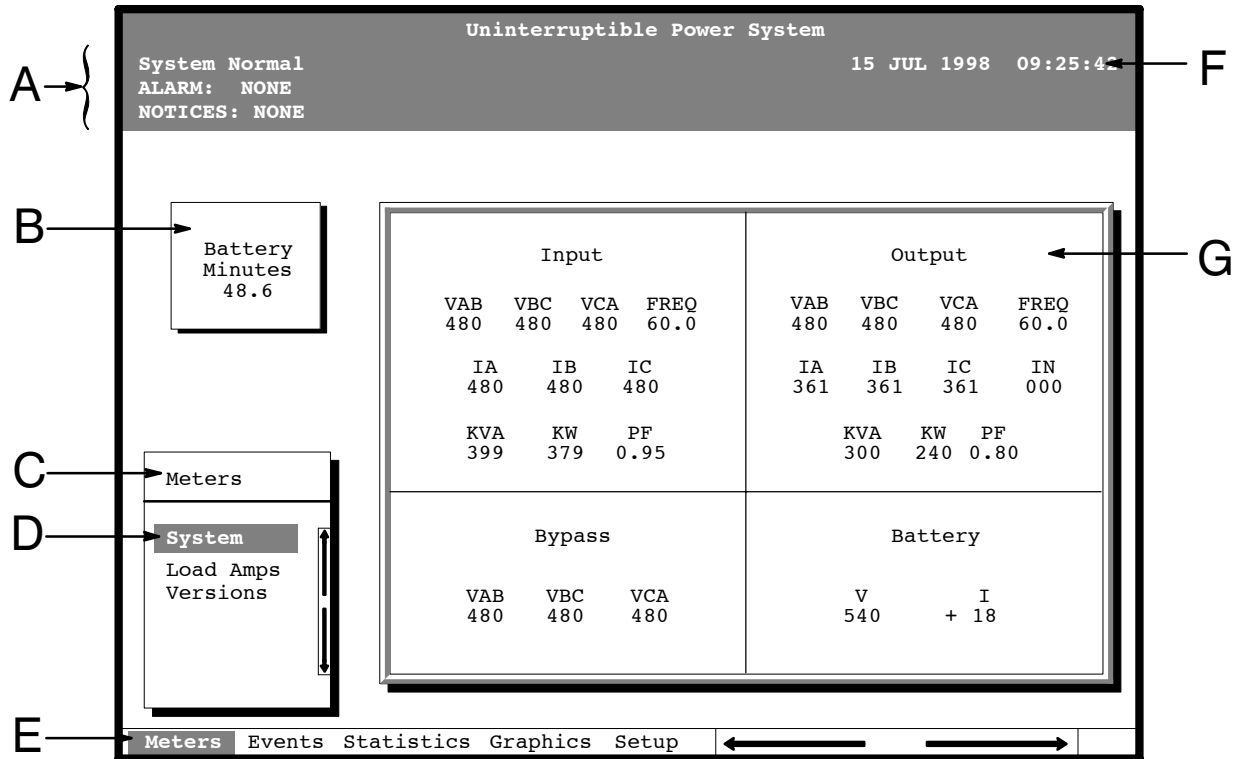 Uninterruptible Power System
System Normal 15 JUL 1998 09:25:42
ALARM: NONE
NOTICES: NONE
A
F
B
Battery
Minutes
48.6
G
Input
VAB VBC VCA FREQ
480 480 480 60.0
IA IB IC
480 480 480
KVA KW PF
399 379 0.95
Output
VAB VBC VCA FREQ
480 480 480 60.0
IA IB IC IN
361 361 361 000
KVA KW PF
300 240 0.80
C
Meters
D
System
Load Amps
Versions
Bypass
VAB VBC VCA
480 480 480
Battery
V I
540 + 18
E
Meters Events Statistics Graphics Setup